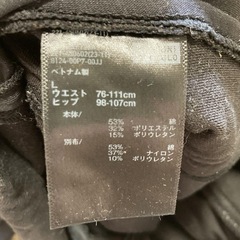 ベトナム製
L
ウエスト 76-111cm
ヒップ 98-107cm
本体/
53% 綿
32% ポリエステル
15% ポリウレタン
別布/
53% 綿
37% ナイロン
10% ポリウレタン